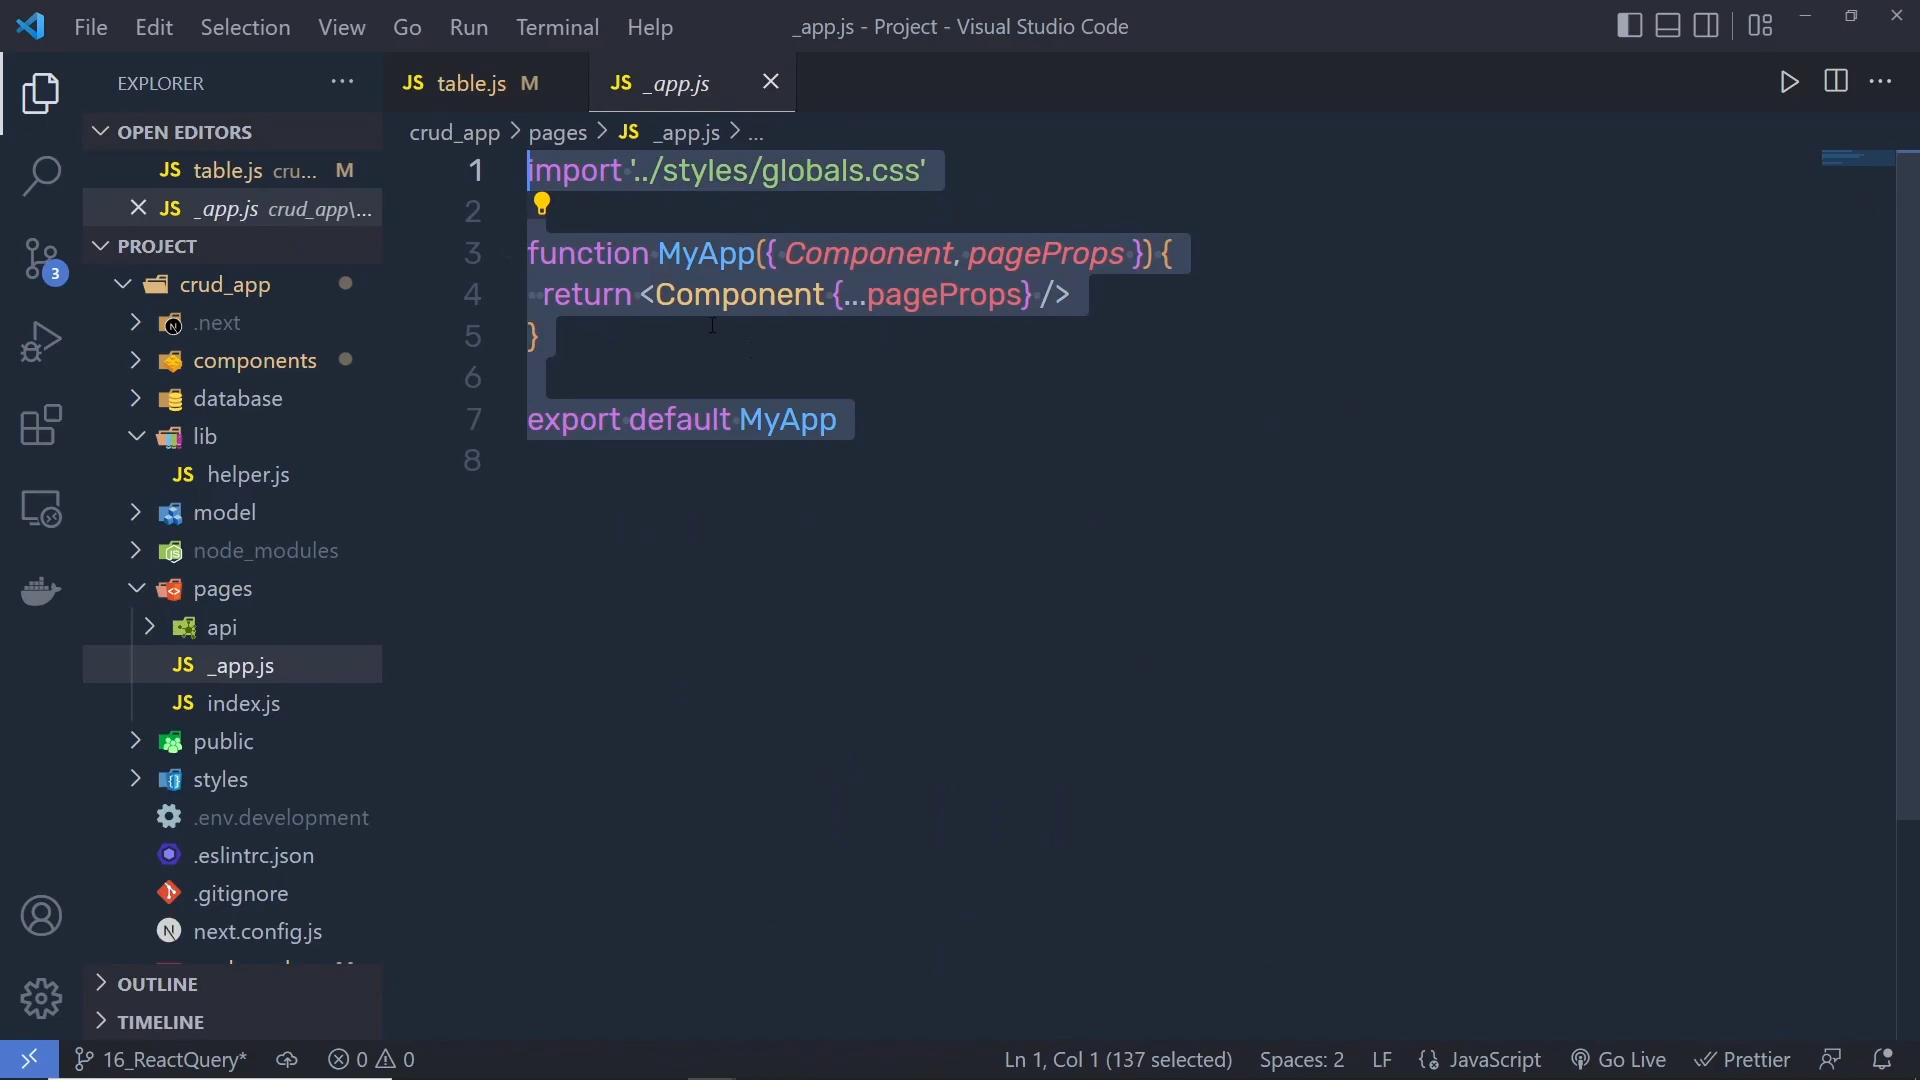 File Edit Selection View Go Run Terminal Help _app.js - Project - Visual Studio Code
EXPLORER
OPEN EDITORS
JS table.js cru... M
JS _app.js crud_app\...
PROJECT
crud_app
.next
components
database
lib
JS helper.js
model
node_modules
pages
api
JS _app.js
JS index.js
public
styles
.env.development
.eslintrc.json
.gitignore
next.config.js
OUTLINE
TIMELINE
3
JS table.js M
JS _app.js
crud_app > pages > JS _app.js > ...
1 import '../styles/globals.css'
2
3 function MyApp({ Component, pageProps }) {
4 return <Component {...pageProps} />
5 }
6
7 export default MyApp
8
16_ReactQuery* 0 0 Ln 1, Col 1 (137 selected) Spaces: 2 LF JavaScript Go Live Prettier